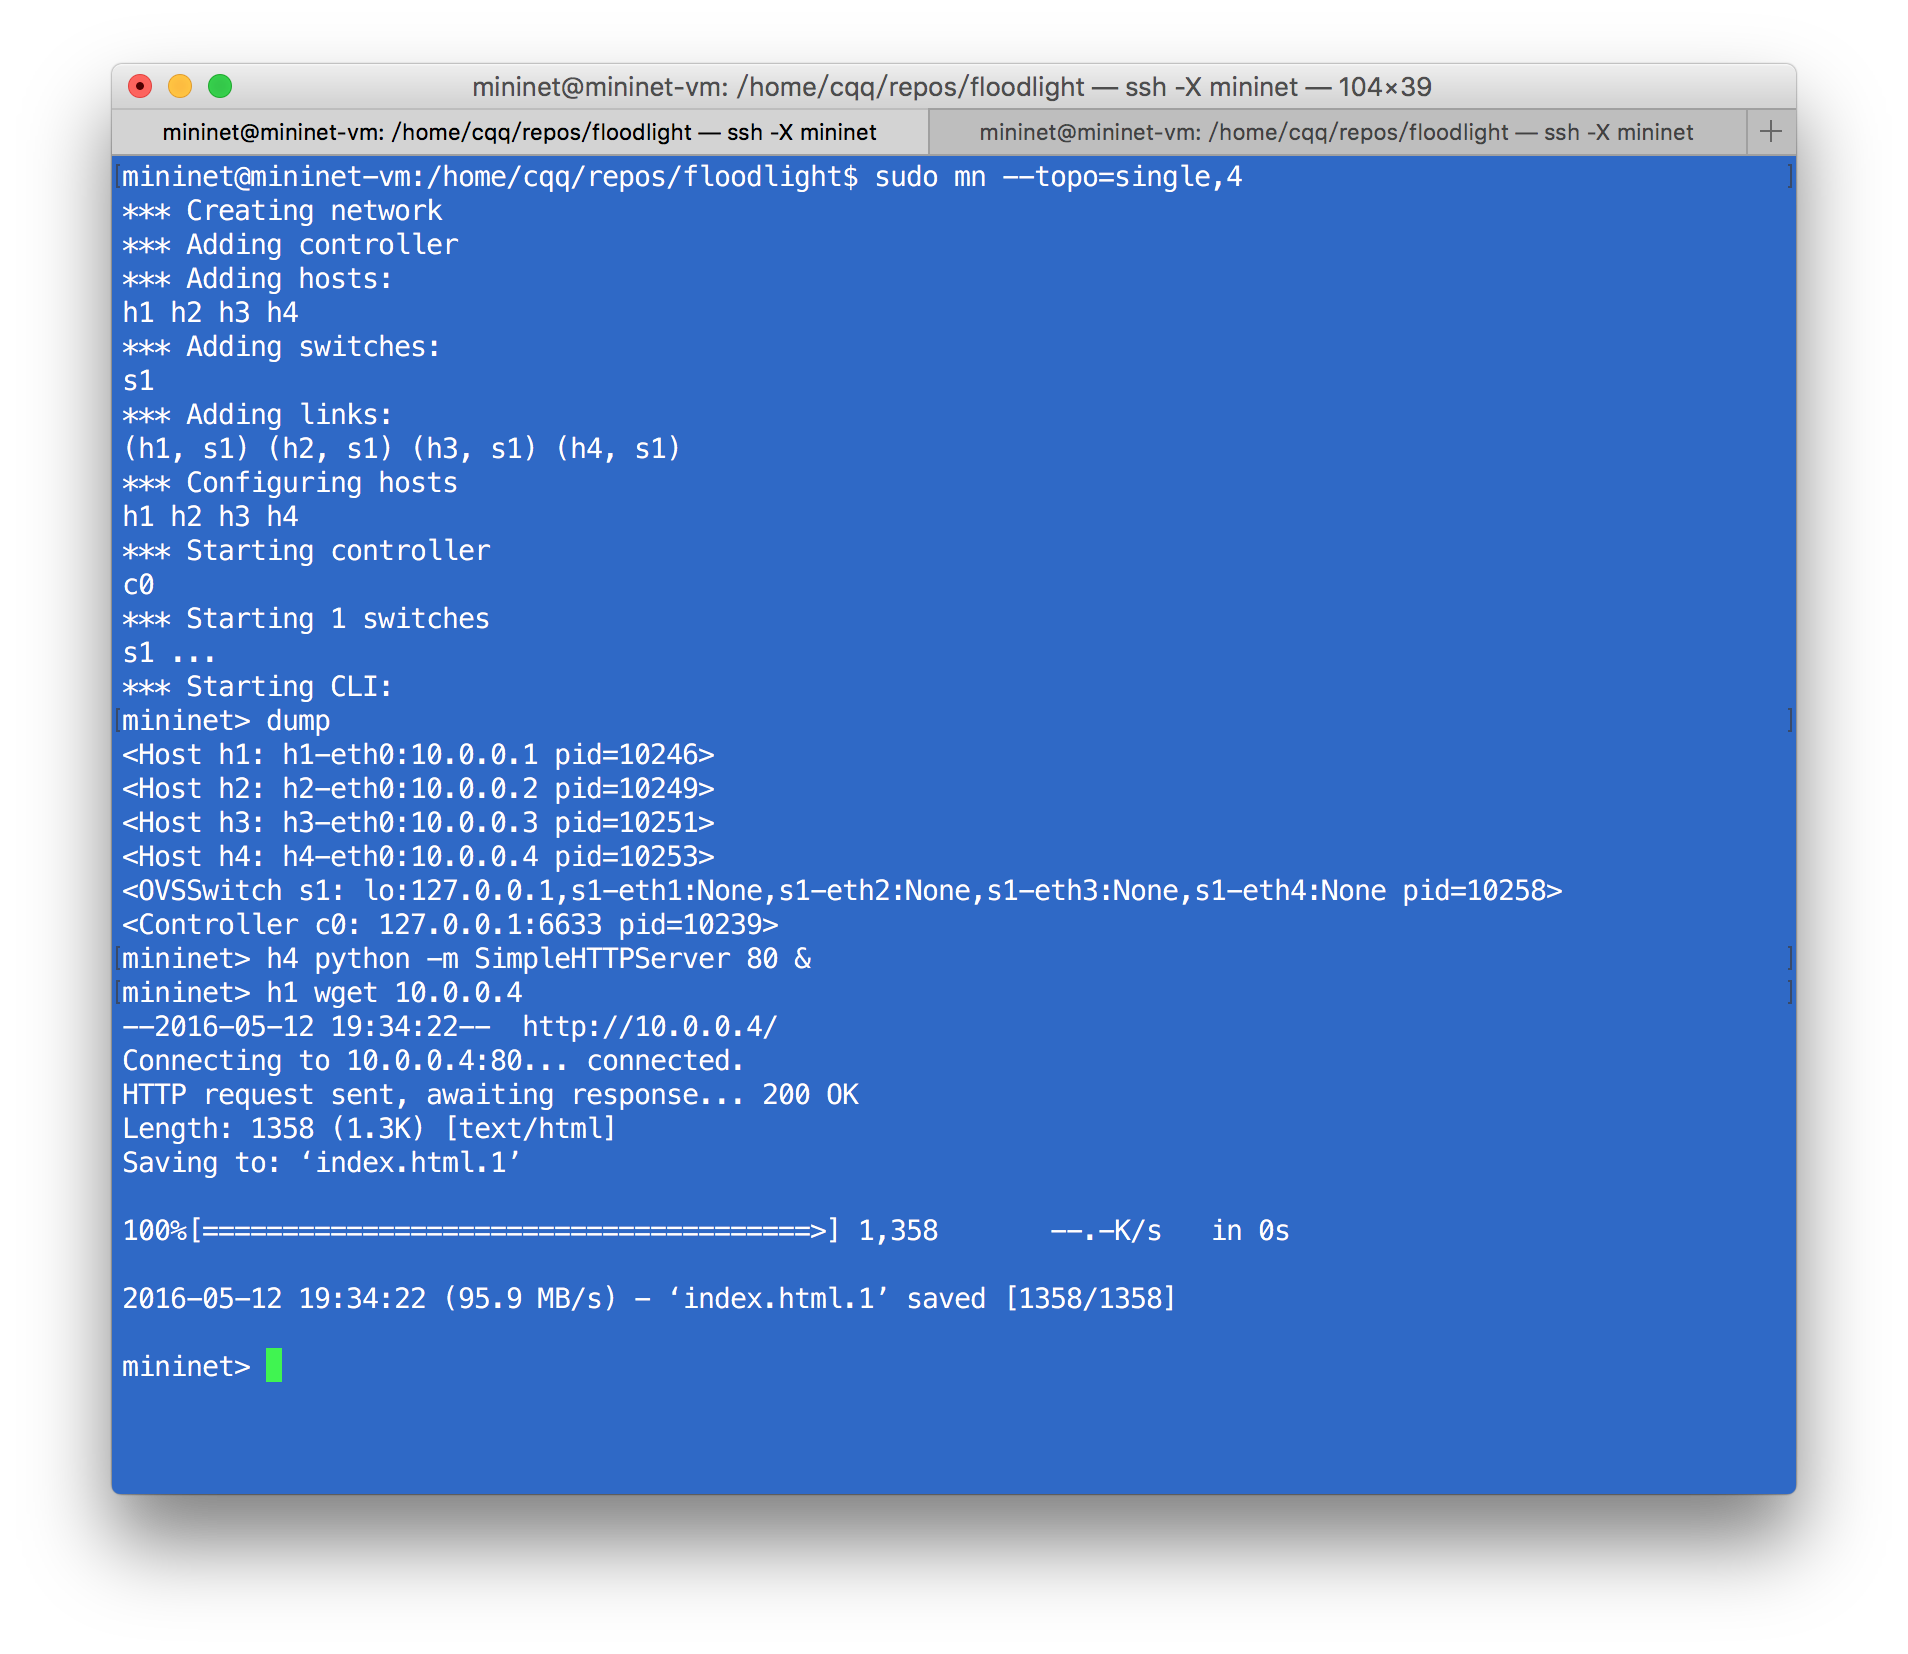 mininet@mininet-vm: /home/cqq/repos/floodlight — ssh -X mininet — 104×39
mininet@mininet-vm: /home/cqq/repos/floodlight — ssh -X mininet
mininet@mininet-vm: /home/cqq/repos/floodlight — ssh -X mininet
[mininet@mininet-vm:/home/cqq/repos/floodlight$ sudo mn --topo=single,4 ]
*** Creating network
*** Adding controller
*** Adding hosts:
h1 h2 h3 h4
*** Adding switches:
s1
*** Adding links:
(h1, s1) (h2, s1) (h3, s1) (h4, s1)
*** Configuring hosts
h1 h2 h3 h4
*** Starting controller
c0
*** Starting 1 switches
s1 ...
*** Starting CLI:
[mininet> dump ]
<Host h1: h1-eth0:10.0.0.1 pid=10246>
<Host h2: h2-eth0:10.0.0.2 pid=10249>
<Host h3: h3-eth0:10.0.0.3 pid=10251>
<Host h4: h4-eth0:10.0.0.4 pid=10253>
<OVSSwitch s1: lo:127.0.0.1,s1-eth1:None,s1-eth2:None,s1-eth3:None,s1-eth4:None pid=10258>
<Controller c0: 127.0.0.1:6633 pid=10239>
[mininet> h4 python -m SimpleHTTPServer 80 & ]
[mininet> h1 wget 10.0.0.4 ]
--2016-05-12 19:34:22--  http://10.0.0.4/
Connecting to 10.0.0.4:80... connected.
HTTP request sent, awaiting response... 200 OK
Length: 1358 (1.3K) [text/html]
Saving to: ‘index.html.1’
100%[======================================>] 1,358       --.-K/s   in 0s
2016-05-12 19:34:22 (95.9 MB/s) - ‘index.html.1’ saved [1358/1358]
mininet>